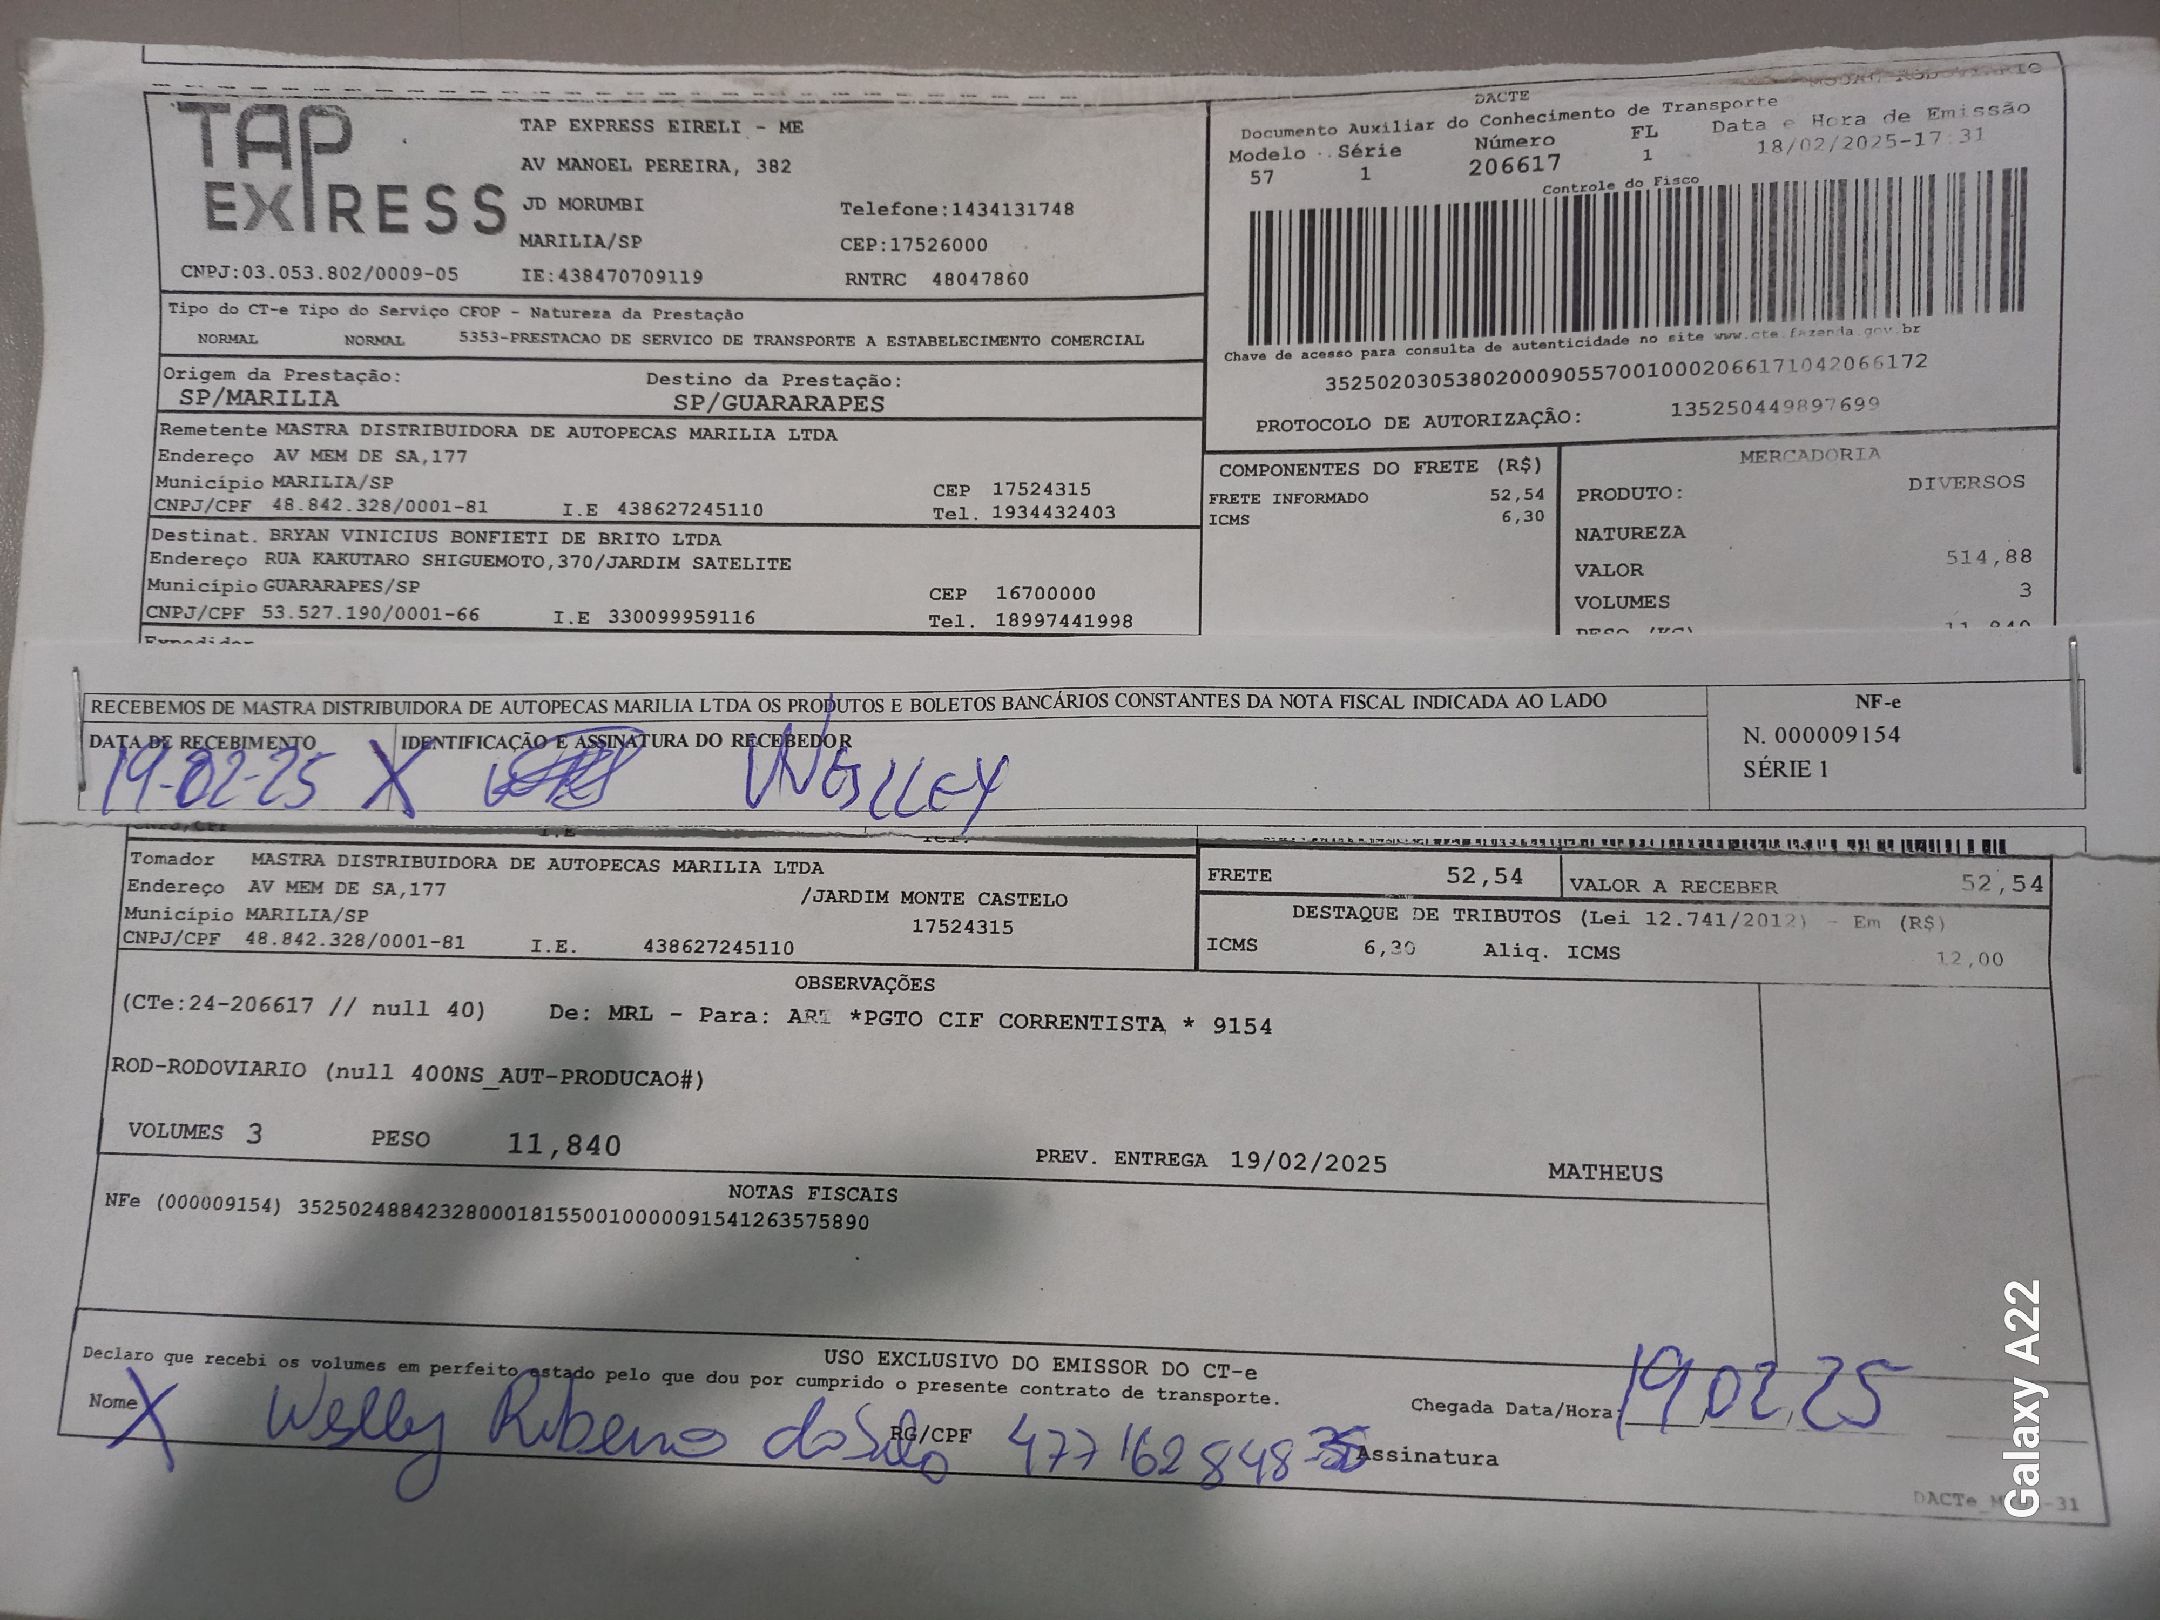 TAP EXPRESS
TAP EXPRESS EIRELI - ME
AV MANOEL PEREIRA, 382
JD MORUMBI Telefone:1434131748
MARILIA/SP CEP:17526000
CNPJ:03.053.802/0009-05 IE:438470709119 RNTRC 48047860
DACTE
Documento Auxiliar do Conhecimento de Transporte
Modelo Série Número FL Data e Hora de Emissão
57 1 206617 1 18/02/2025-17:31
Controle do Fisco
Chave de acesso para consulta de autenticidade no site www.cte.fazenda.gov.br
35250203053802000905570010002066171042066172
PROTOCOLO DE AUTORIZAÇÃO: 135250449897699
Tipo do CT-e Tipo do Serviço CFOP - Natureza da Prestação
NORMAL NORMAL 5353-PRESTACAO DE SERVICO DE TRANSPORTE A ESTABELECIMENTO COMERCIAL
Origem da Prestação: Destino da Prestação:
SP/MARILIA SP/GUARARAPES
Remetente MASTRA DISTRIBUIDORA DE AUTOPECAS MARILIA LTDA
Endereço AV MEM DE SA,177
Município MARILIA/SP CEP 17524315
CNPJ/CPF 48.842.328/0001-81 I.E 438627245110 Tel. 1934432403
Destinat. BRYAN VINICIUS BONFIETI DE BRITO LTDA
Endereço RUA KAKUTARO SHIGUEMOTO,370/JARDIM SATELITE
Município GUARARAPES/SP CEP 16700000
CNPJ/CPF 53.527.190/0001-66 I.E 330099959116 Tel. 18997441998
COMPONENTES DO FRETE (R$)
FRETE INFORMADO 52,54
ICMS 6,30
MERCADORIA
PRODUTO: DIVERSOS
NATUREZA
VALOR 514,88
VOLUMES 3
PESO (KG) 11,840
Expedidor
RECEBEMOS DE MASTRA DISTRIBUIDORA DE AUTOPECAS MARILIA LTDA OS PRODUTOS E BOLETOS BANCÁRIOS CONSTANTES DA NOTA FISCAL INDICADA AO LADO
DATA DE RECEBIMENTO IDENTIFICAÇÃO E ASSINATURA DO RECEBEDOR
19-02-25 X WELLEY
NF-e
N. 000009154
SÉRIE 1
Tomador MASTRA DISTRIBUIDORA DE AUTOPECAS MARILIA LTDA
Endereço AV MEM DE SA,177 /JARDIM MONTE CASTELO
Município MARILIA/SP 17524315
CNPJ/CPF 48.842.328/0001-81 I.E. 438627245110
FRETE 52,54 VALOR A RECEBER 52,54
DESTAQUE DE TRIBUTOS (Lei 12.741/2012) - Em (R$)
ICMS 6,30 Aliq. ICMS 12,00
OBSERVAÇÕES
(CTe:24-206617 // null 40) De: MRL - Para: ART *PGTO CIF CORRENTISTA * 9154
ROD-RODOVIARIO (null 400NS_AUT-PRODUCAO#)
VOLUMES 3 PESO 11,840 PREV. ENTREGA 19/02/2025 MATHEUS
NOTAS FISCAIS
NFe (000009154) 35250248842328000181550010000091541263575890
USO EXCLUSIVO DO EMISSOR DO CT-e
Declaro que recebi os volumes em perfeito estado pelo que dou por cumprido o presente contrato de transporte.
Nome X Welly Ribeiro da Silva RG/CPF 477162848 Assinatura
Chegada Data/Hora: 19,02,25
Galaxy A22